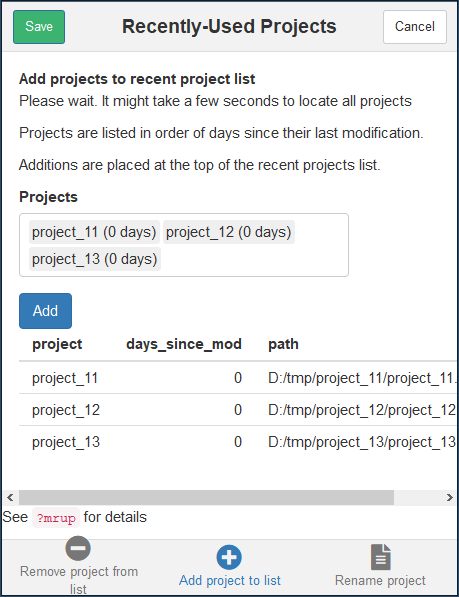 Save Recently-Used Projects Cancel
Add projects to recent project list
Please wait. It might take a few seconds to locate all projects
Projects are listed in order of days since their last modification.
Additions are placed at the top of the recent projects list.
Projects
project_11 (0 days) project_12 (0 days)
project_13 (0 days)
Add
project days_since_mod path
project_11 0 D:/tmp/project_11/project_11.
project_12 0 D:/tmp/project_12/project_12
project_13 0 D:/tmp/project_13/project_13
See ?mrup for details
Remove project from
list
Add project to list
Rename project